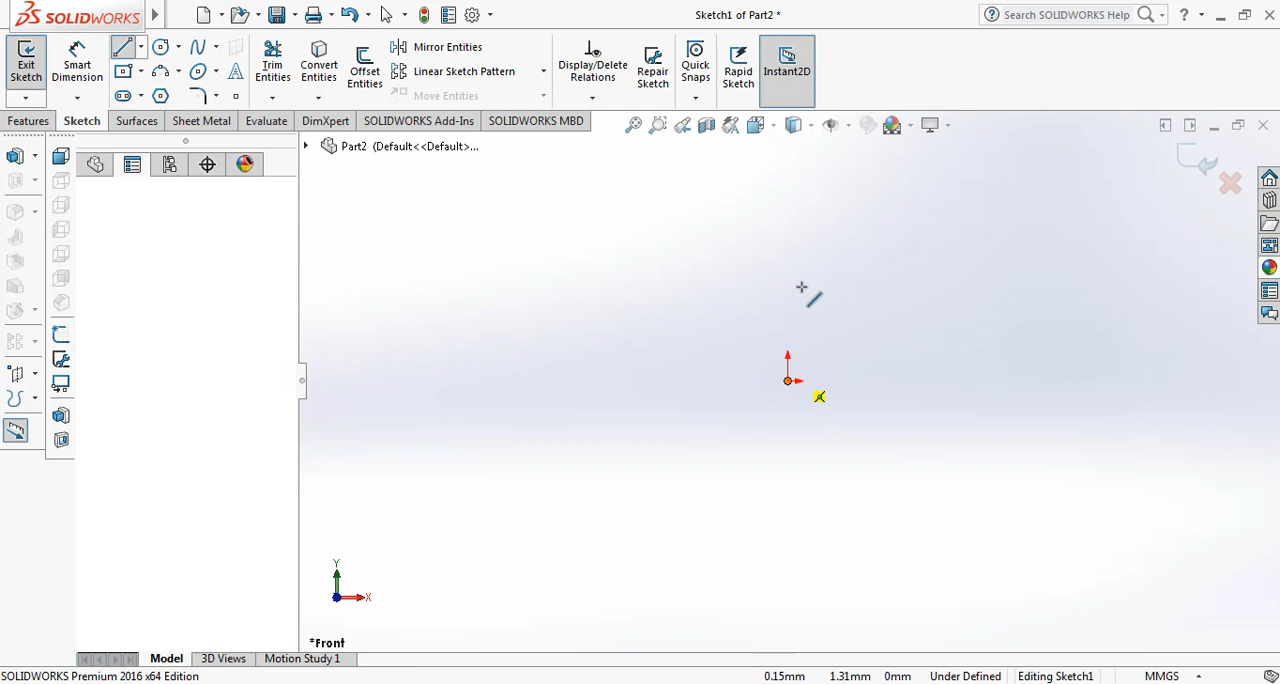 SOLIDWORKS
Sketch1 of Part2 *
Search SOLIDWORKS Help
?
Exit Sketch
Smart Dimension
Trim Entities
Convert Entities
Offset Entities
Mirror Entities
Linear Sketch Pattern
Move Entities
Display/Delete Relations
Repair Sketch
Quick Snaps
Rapid Sketch
Instant2D
Features
Sketch
Surfaces
Sheet Metal
Evaluate
DimXpert
SOLIDWORKS Add-Ins
SOLIDWORKS MBD
Part2 (Default<<Default>...
Y
X
*Front
Model
3D Views
Motion Study 1
SOLIDWORKS Premium 2016 x64 Edition
0.15mm
1.31mm
0mm
Under Defined
Editing Sketch1
MMGS